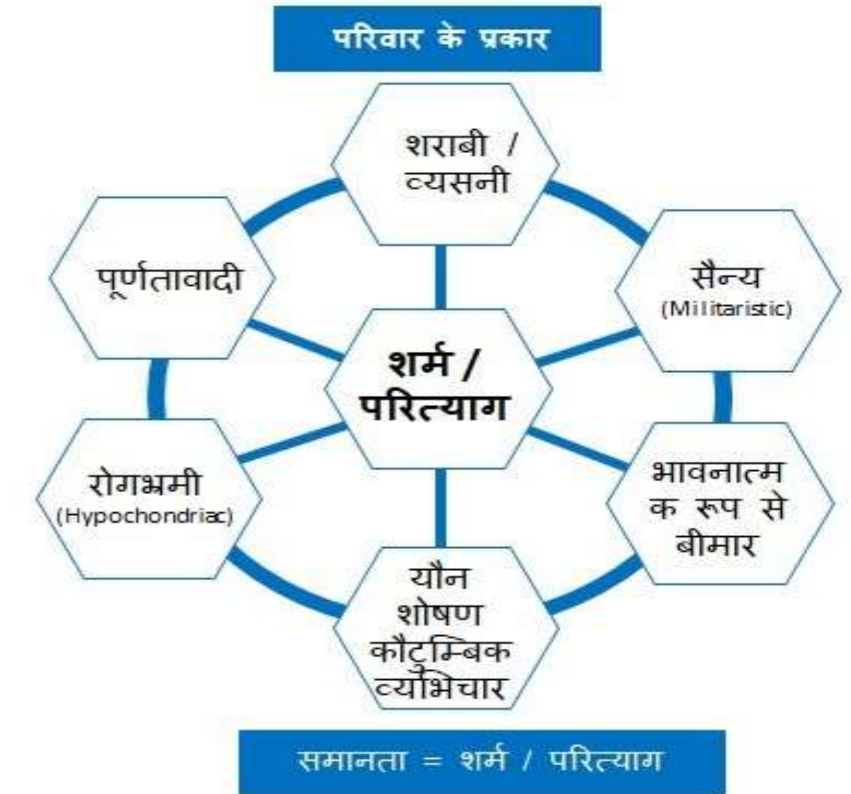 परिवार के प्रकार
शराबी /
व्यसनी
सैन्य
(Militaristic)
भावनात्म
क रूप से
बीमार
यौन
शोषण
कौटुम्बिक
व्यभिचार
रोगभ्रमी
(Hypochondriac)
पूर्णतावादी
शर्म /
परित्याग
समानता = शर्म / परित्याग